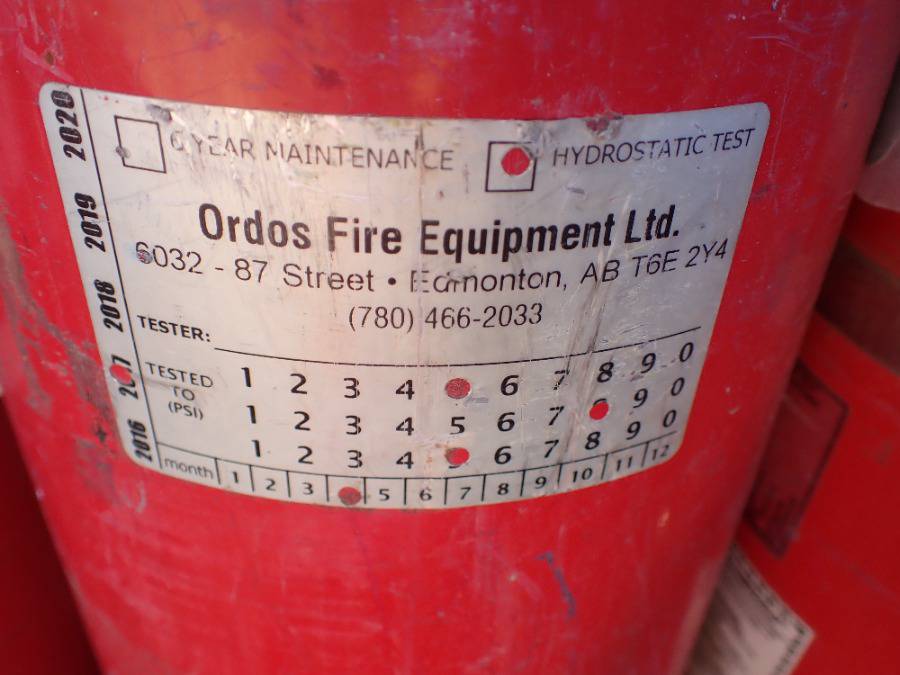 6 YEAR MAINTENANCE HYDROSTATIC TEST
Ordos Fire Equipment Ltd.
6032 - 87 Street • Edmonton, AB T6E 2Y4
(780) 466-2033
TESTER:
TESTED TO (PSI)
1 2 3 4 6 7 8 9 0
1 2 3 4 5 6 7 9 0
1 2 3 4 6 7 8 9 0
month 1 2 3 5 6 7 8 9 10 11 12
2020
2019
2018
2017
2016